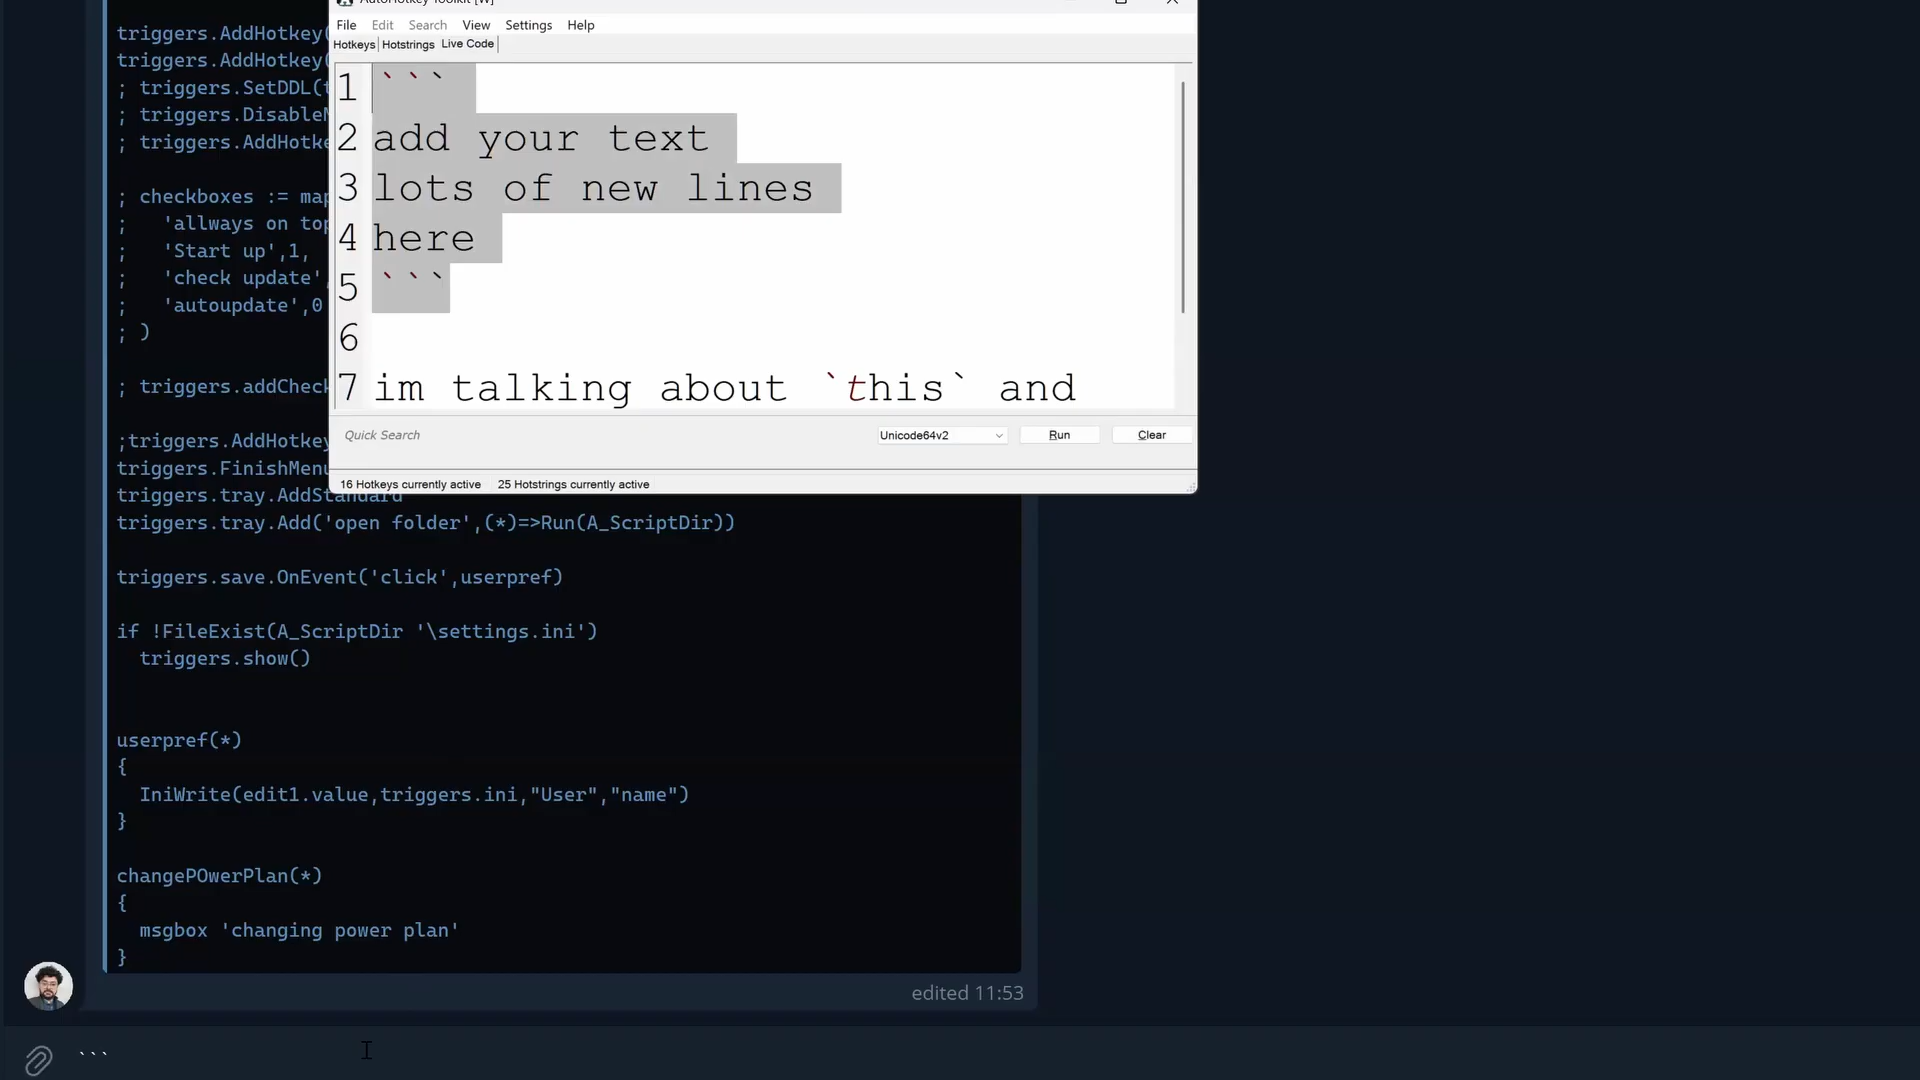 AutoHotkey Toolkit [W]
File Edit Search View Settings Help
Hotkeys Hotstrings Live Code
1 ```
2 add your text
3 lots of new lines
4 here
5 ```
6
7 im talking about `this` and
Quick Search Unicode64v2 Run Clear
16 Hotkeys currently active 25 Hotstrings currently active
triggers.AddHotkey(
triggers.AddHotkey(
; triggers.SetDDL(
; triggers.Disable
; triggers.AddHotke
; checkboxes := map
; 'allways on top
; 'Start up',1,
; 'check update'
; 'autoupdate',0
; )
; triggers.addCheck
;triggers.AddHotkey
triggers.FinishMenu
triggers.tray.AddStandard
triggers.tray.Add('open folder',(*)=>Run(A_ScriptDir))
triggers.save.OnEvent('click',userpref)
if !FileExist(A_ScriptDir '\settings.ini')
triggers.show()
userpref(*)
{
IniWrite(edit1.value,triggers.ini,"User","name")
}
changePOwerPlan(*)
{
msgbox 'changing power plan'
}
edited 11:53
```